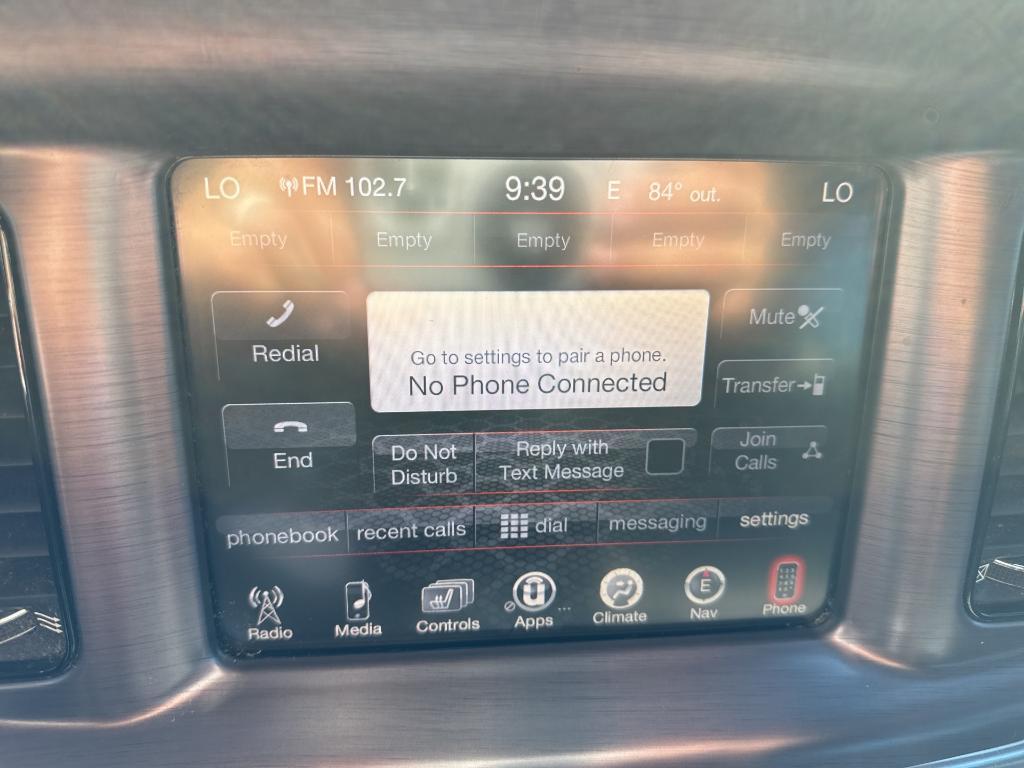 LO FM 102.7 9:39 E 84° out. LO
Empty Empty Empty Empty Empty
Redial
Go to settings to pair a phone.
No Phone Connected
Mute
Transfer
End
Do Not
Disturb
Reply with
Text Message
Join
Calls
phonebook recent calls dial messaging settings
Radio Media Controls Apps Climate E Nav Phone